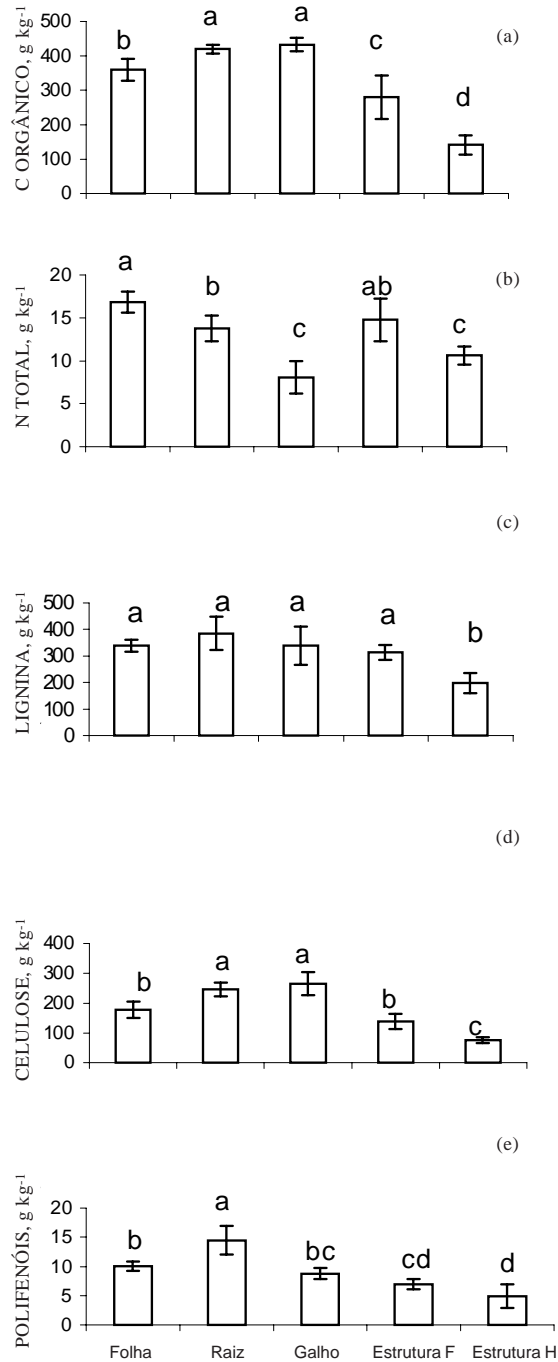 C ORGÂNICO, g kg-1
(a)
500
400
300
200
100
0
b a a c d
N TOTAL, g kg-1
(b)
20
15
10
5
0
a b c ab c
(c)
LIGNINA, g kg-1
500
400
300
200
100
0
a a a a b
(d)
CELULOSE, g kg-1
400
300
200
100
0
b a a b c
(e)
POLIFENÓIS, g kg-1
20
15
10
5
0
b a bc cd d
Folha Raiz Galho Estrutura F Estrutura H